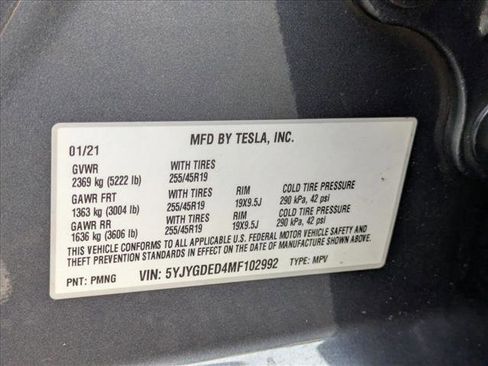 MFD BY TESLA, INC.
01/21
GVWR WITH TIRES
2369 kg (5222 lb) 255/45R19
GAWR FRT WITH TIRES RIM COLD TIRE PRESSURE
1363 kg (3004 lb) 255/45R19 19X9.5J 290 kPa, 42 psi
GAWR RR WITH TIRES RIM COLD TIRE PRESSURE
1636 kg (3606 lb) 255/45R19 19X9.5J 290 kPa, 42 psi
THIS VEHICLE CONFORMS TO ALL APPLICABLE U.S. FEDERAL MOTOR VEHICLE SAFETY AND
THEFT PREVENTION STANDARDS IN EFFECT ON THE DATE OF MANUFACTURE SHOWN ABOVE.
PNT: PMNG VIN: 5YJYGDED4MF102992 TYPE: MPV